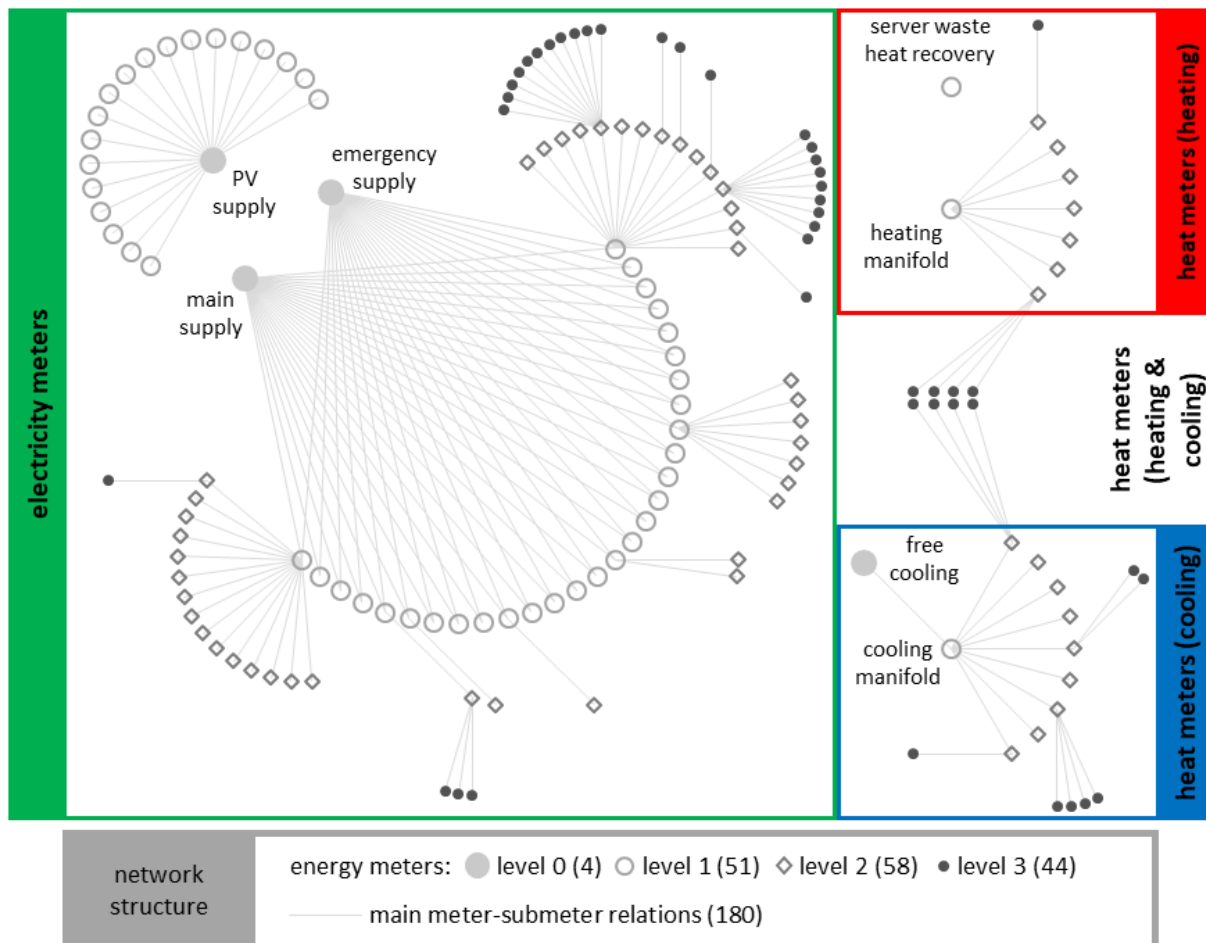 electricity meters
PV
supply
emergency
supply
main
supply
server waste
heat recovery
heating
manifold
heat meters (heating)
heat meters
(heating &
cooling)
free
cooling
cooling
manifold
heat meters (cooling)
network
structure
energy meters: level 0 (4) level 1 (51) level 2 (58) level 3 (44)
main meter-submeter relations (180)